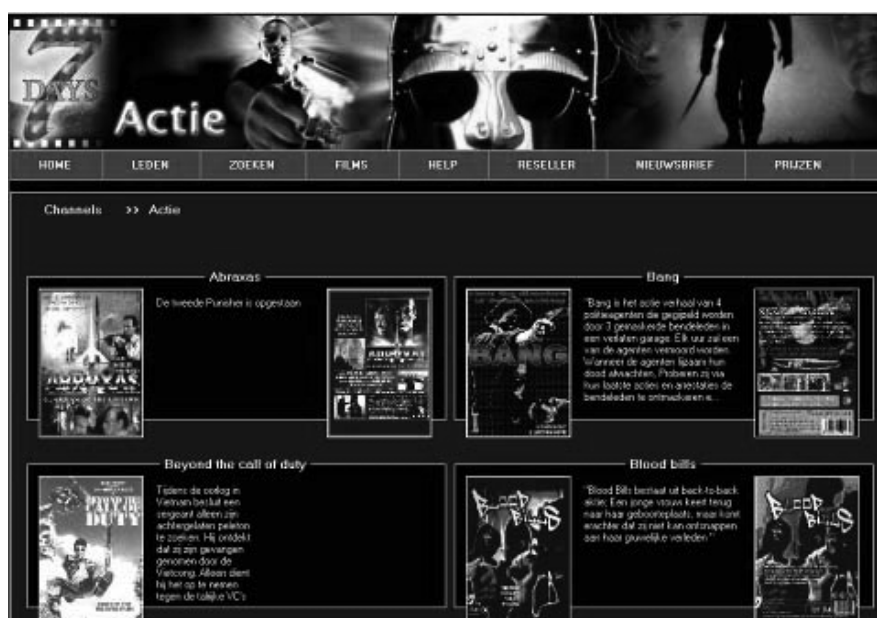 7
DAYS
Actie
HOME LEDEN ZOEKEN FILMS HELP RESELLER NIEUWSBRIEF PRIJZEN
Channels >> Actie
Abraxas
De tweede Punisher is opgestaan
Bang
"Bang is het actie verhaal van 4
politieagenten die gegijpeld worden
door 3 gemaskerde bendeleden in
een verlaten garage. Elk uur zal een
van de agenten vermoord worden.
Wanneer de agenten lijzaam hun
dood afwachten, Proberen zij via
hun laatste acties en anectaties de
bendeleden te ontmaskeren e...
BANG
Beyond the call of duty
Tijdens de oorlog in
Vietnam besluit een
sergeant alleen zijn
achtergelaten peleton
te zoeken. Hij ontdekt
dat zij zijn gevangen
genomen door de
Vietcong. Alleen dient
hij het op te nemen
tegen de talrijke VC's
BEYOND THE
CALL OF
DUTY
Blood bills
"Blood Bills bestaat uit back-to-back
aktie; Een jonge vrouw keert terug
naar haar geboorteplaats, maar komt
erachter dat zij niet kan ontsnappen
aan haar gruwelijke verleden."
BLOOD
BILLS
BLOOD
BILLS